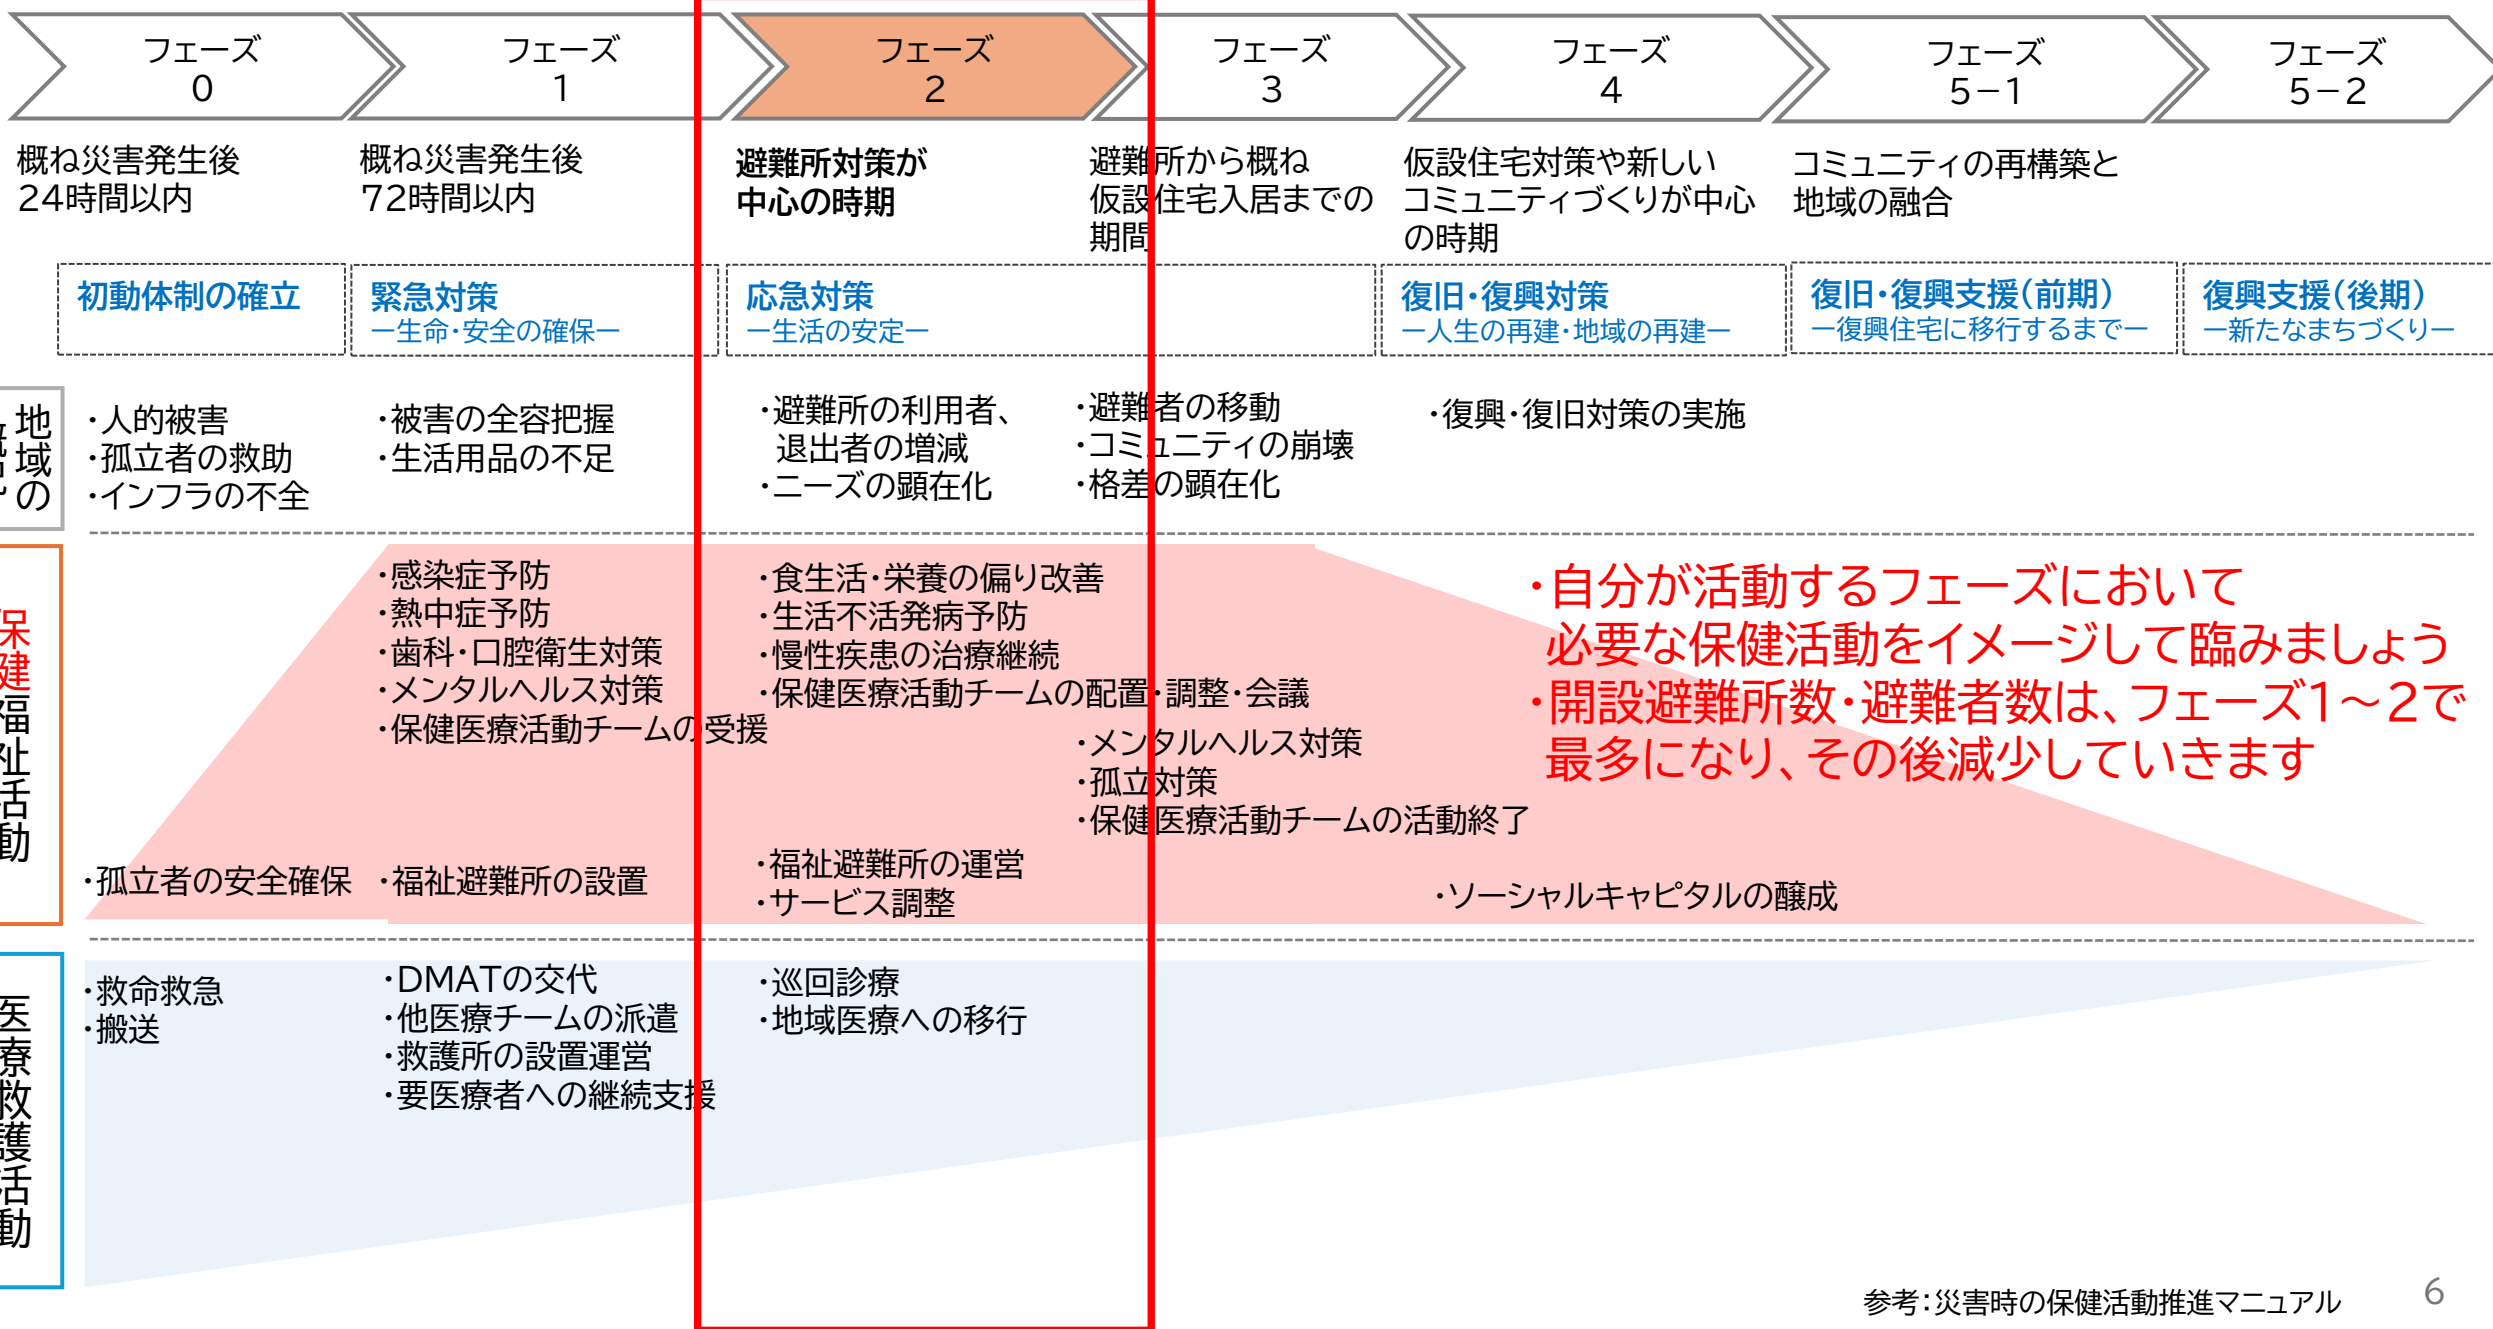 フェーズ
0
フェーズ
1
フェーズ
2
フェーズ
3
フェーズ
4
フェーズ
5－1
フェーズ
5－2
概ね災害発生後
24時間以内
概ね災害発生後
72時間以内
避難所対策が
中心の時期
避難所から概ね
仮設住宅入居までの
期間
仮設住宅対策や新しい
コミュニティづくりが中心
の時期
コミュニティの再構築と
地域の融合
初動体制の確立
緊急対策
ー生命・安全の確保ー
応急対策
ー生活の安定ー
復旧・復興対策
ー人生の再建・地域の再建ー
復旧・復興支援（前期）
ー復興住宅に移行するまでー
復興支援（後期）
ー新たなまちづくりー
地域の
・人的被害
・孤立者の救助
・インフラの不全
・被害の全容把握
・生活用品の不足
・避難所の利用者、
退出者の増減
・ニーズの顕在化
・避難者の移動
・コミュニティの崩壊
・格差の顕在化
・復興・復旧対策の実施
保健福祉活動
・孤立者の安全確保
・感染症予防
・熱中症予防
・歯科・口腔衛生対策
・メンタルヘルス対策
・保健医療活動チームの受援
・福祉避難所の設置
・食生活・栄養の偏り改善
・生活不活発病予防
・慢性疾患の治療継続
・保健医療活動チームの配置・調整・会議
・メンタルヘルス対策
・孤立対策
・保健医療活動チームの活動終了
・福祉避難所の運営
・サービス調整
・ソーシャルキャピタルの醸成
・自分が活動するフェーズにおいて
必要な保健活動をイメージして臨みましょう
・開設避難所数・避難者数は、フェーズ1～2で
最多になり、その後減少していきます
医療救護活動
・救命救急
・搬送
・DMATの交代
・他医療チームの派遣
・救護所の設置運営
・要医療者への継続支援
・巡回診療
・地域医療への移行
参考：災害時の保健活動推進マニュアル
6